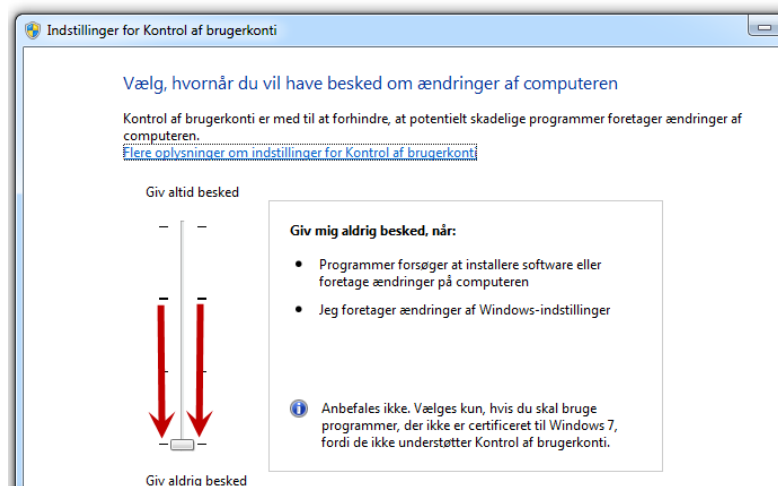 Indstillinger for Kontrol af brugerkonti
Vælg, hvornår du vil have besked om ændringer af computeren
Kontrol af brugerkonti er med til at forhindre, at potentielt skadelige programmer foretager ændringer af
computeren.
Flere oplysninger om indstillinger for Kontrol af brugerkonti
Giv altid besked
Giv mig aldrig besked, når:
• Programmer forsøger at installere software eller
foretage ændringer på computeren
• Jeg foretager ændringer af Windows-indstillinger
Anbefales ikke. Vælges kun, hvis du skal bruge
programmer, der ikke er certificeret til Windows 7,
fordi de ikke understøtter Kontrol af brugerkonti.
Giv aldrig besked